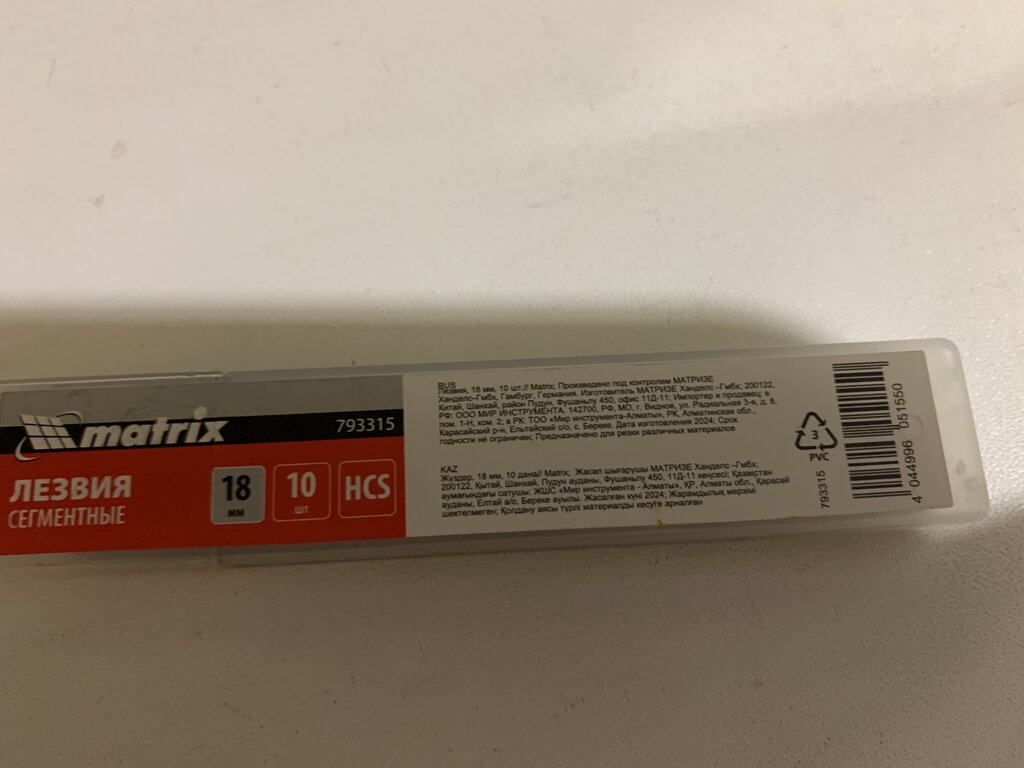 matrix
793315
ЛЕЗВИЯ
СЕГМЕНТНЫЕ
18
ММ
10
ШТ
HCS
RUS
Лезвия, 18 мм, 10 шт.// Matrix; Произведено под контролем МАТРИЗЕ
Ханделс–Гмбх, Гамбург, Германия. Изготовитель МАТРИЗЕ Ханделс –Гмбх; 200122,
Китай, Шанхай, район Пудун, Фушаньлу 450, офис 11Д-11; Импортер и продавец: в
РФ: ООО МИР ИНСТРУМЕНТА, 142700, РФ, МО, г. Видное, ул. Радиальная 3-я, д. 8,
пом. 1-Н, ком. 2; в РК: ТОО «Мир инструмента-Алматы», РК, Алматинская обл.,
Карасайский р-н, Ельтайский с/о, с. Береке. Дата изготовления 2024; Срок
годности не ограничен; Предназначено для резки различных материалов
KAZ
Жүздер, 18 мм, 10 дана// Matrix; Жасап шығарушы МАТРИЗЕ Ханделс –Гмбх;
200122, Қытай, Шанхай, Пудун ауданы, Фушаньлу 450, 11Д-11 кеңсесі; Қазақстан
аумағындағы сатушы: ЖШС «Мир инструмента - Алматы», ҚР, Алматы обл., Қарасай
ауданы, Елтай а/о, Береке ауылы. Жасалған күні 2024; Жарамдылық мерзімі
шектелмеген; Қолдану аясы түрлі материалды кесуге арналған
3
PVC
793315
4 044996 051550